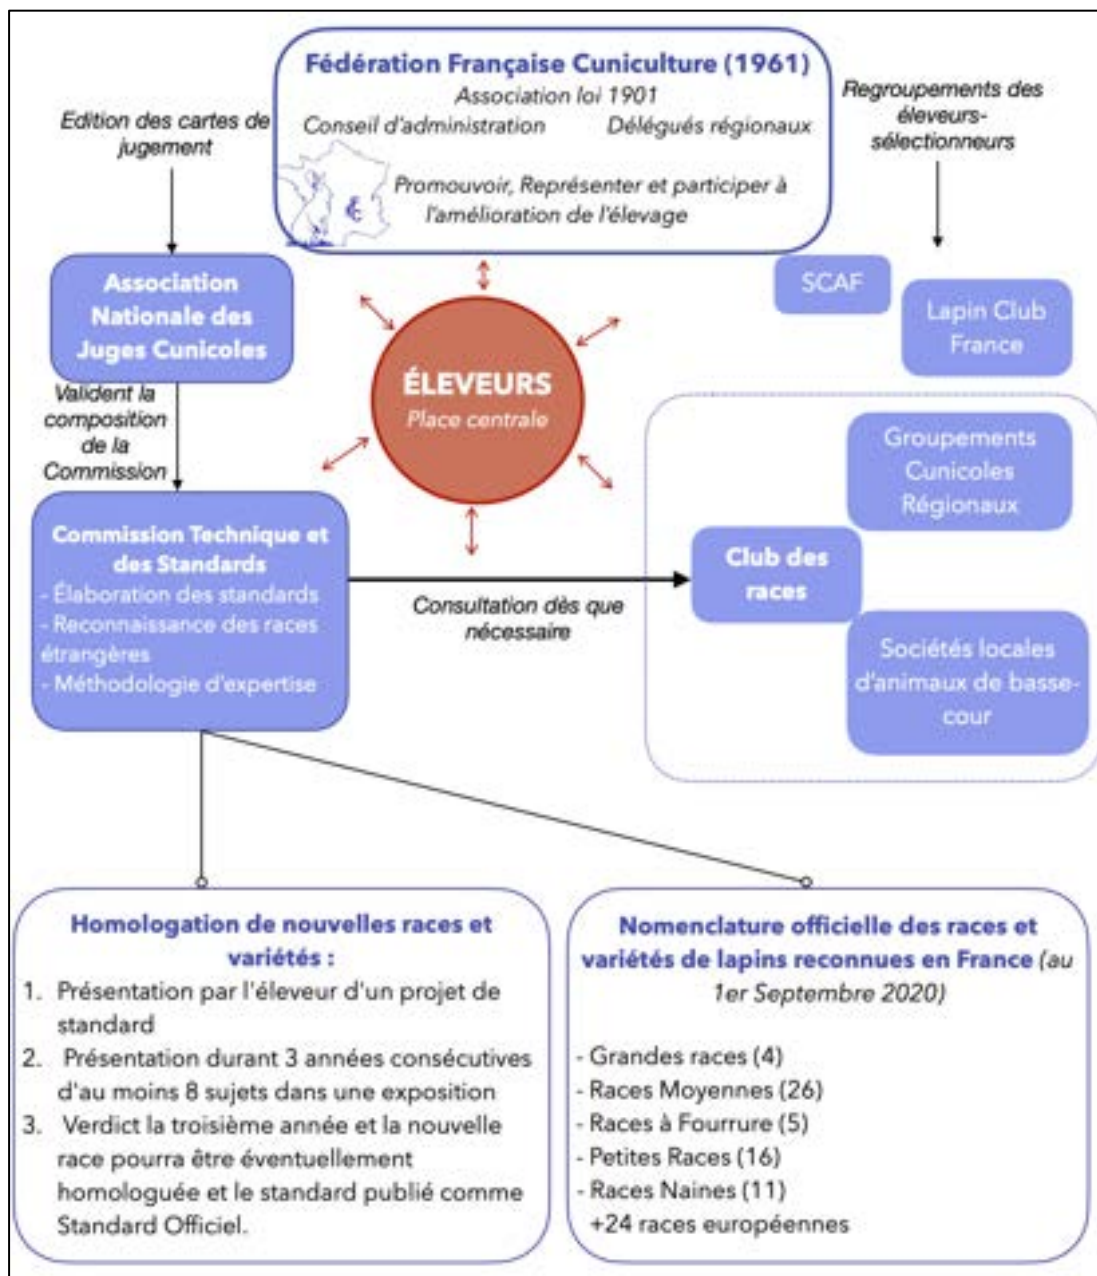 Fédération Française Cuniculture (1961)
Association loi 1901
Conseil d'administration Délégués régionaux
Promouvoir, Représenter et participer à
l'amélioration de l'élevage
Edition des cartes de
jugement
Regroupements des
éleveurs-
sélectionneurs
Association
Nationale des
Juges Cunicoles
SCAF
Lapin Club
France
ÉLEVEURS
Place centrale
Valident la
composition
de la
Commission
Groupements
Cunicoles
Régionaux
Commission Technique et
des Standards
- Élaboration des standards
- Reconnaissance des races
étrangères
- Méthodologie d'expertise
Consultation dès que
nécessaire
Club des
races
Sociétés locales
d'animaux de basse-
cour
Homologation de nouvelles races et
variétés :
1. Présentation par l'éleveur d'un projet de
standard
2. Présentation durant 3 années consécutives
d'au moins 8 sujets dans une exposition
3. Verdict la troisième année et la nouvelle
race pourra être éventuellement
homologuée et le standard publié comme
Standard Officiel.
Nomenclature officielle des races et
variétés de lapins reconnues en France (au
1er Septembre 2020)
- Grandes races (4)
- Races Moyennes (26)
- Races à Fourrure (5)
- Petites Races (16)
- Races Naines (11)
+24 races européennes